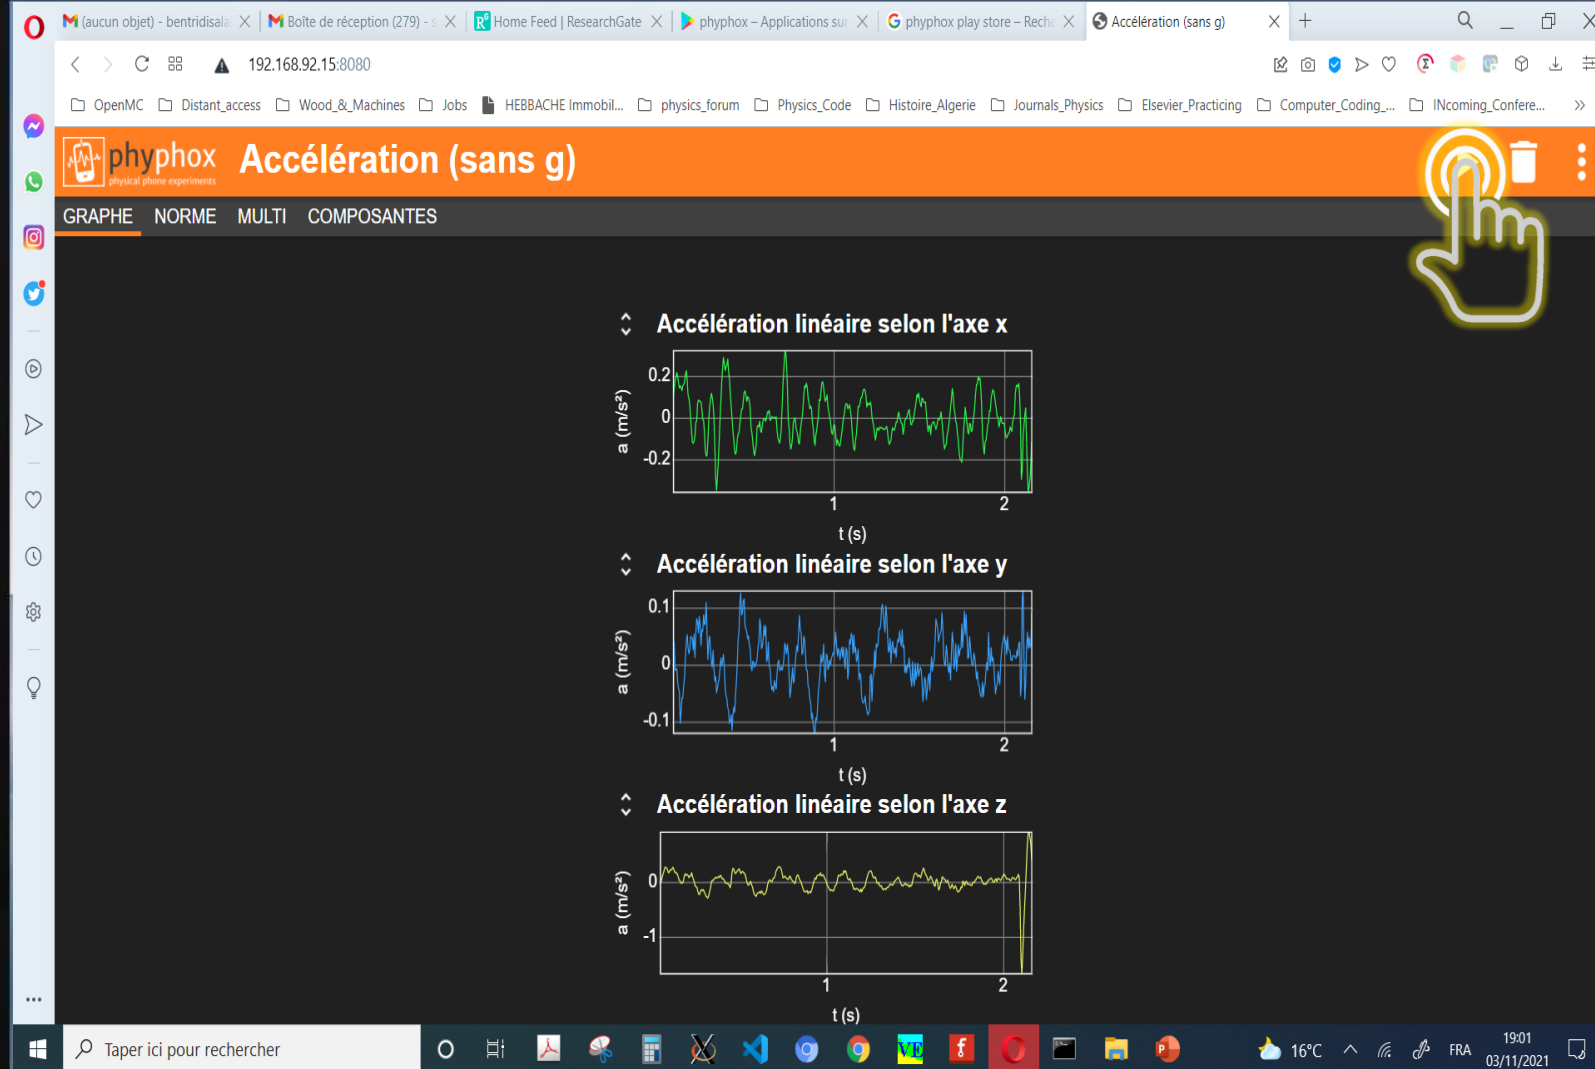 (aucun objet) - bentridisala
Boîte de réception (279) - s
Home Feed | ResearchGate
phyphox – Applications sur
phyphox play store – Reche
Accélération (sans g)
192.168.92.15:8080
OpenMC
Distant_access
Wood_&_Machines
Jobs
HEBBACHE Immobil...
physics_forum
Physics_Code
Histoire_Algerie
Journals_Physics
Elsevier_Practicing
Computer_Coding_...
INcoming_Confere...
phyphox
physical phone experiments
Accélération (sans g)
GRAPHE NORME MULTI COMPOSANTES
Accélération linéaire selon l'axe x
a (m/s²)
0.2
0
-0.2
1 2
t (s)
Accélération linéaire selon l'axe y
a (m/s²)
0.1
0
-0.1
1 2
t (s)
Accélération linéaire selon l'axe z
a (m/s²)
0
-1
1 2
t (s)
Taper ici pour rechercher
VE
16°C
FRA
19:01
03/11/2021